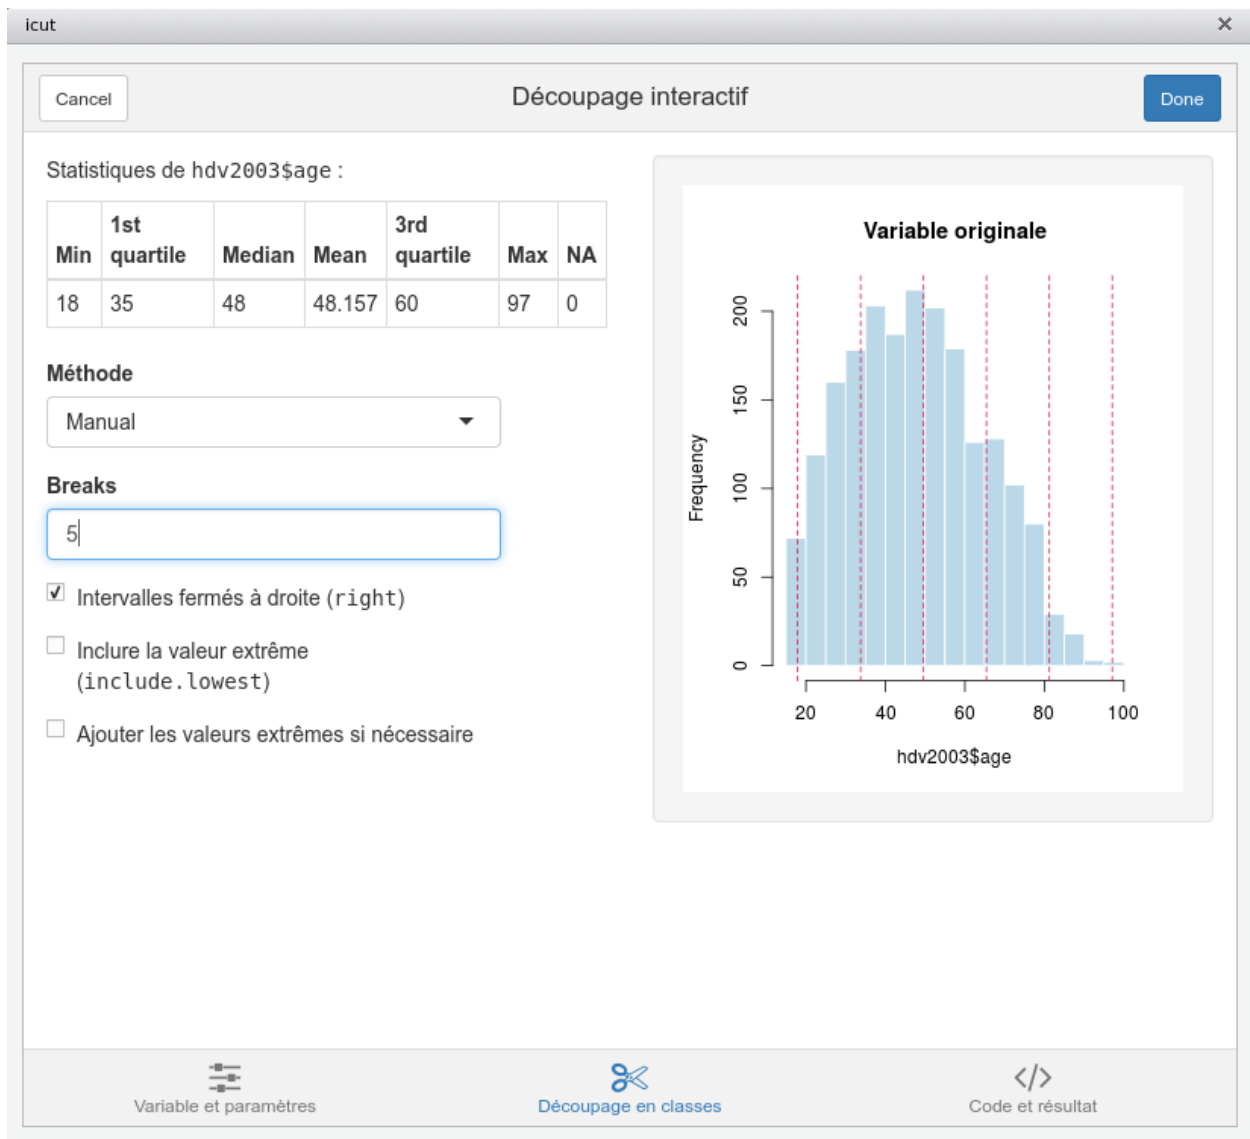 icut
Cancel
Découpage interactif
Done
Statistiques de hdv2003$age :
Min 1st quartile Median Mean 3rd quartile Max NA
18 35 48 48.157 60 97 0
Méthode
Manual
Breaks
5
Intervalles fermés à droite (right)
Inclure la valeur extrême
(include.lowest)
Ajouter les valeurs extrêmes si nécessaire
Variable originale
Frequency
200
150
100
50
0
20 40 60 80 100
hdv2003$age
Variable et paramètres
Découpage en classes
Code et résultat